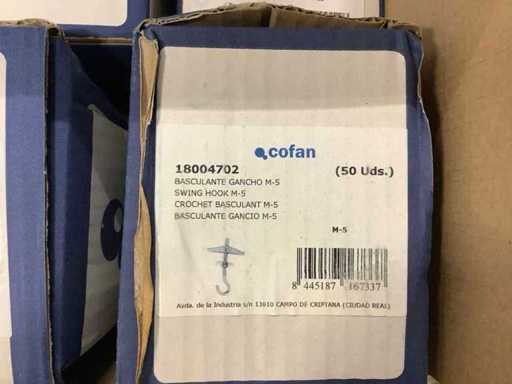 cofan
18004702 (50 Uds.)
BASCULANTE GANCHO M-5
SWING HOOK M-5
CROCHET BASCULANT M-5
BASCULANTE GANCIO M-5
M-5
8 445187 167337
Avda. de la Industria s/n 13610 CAMPO DE CRIPTANA (CIUDAD REAL)